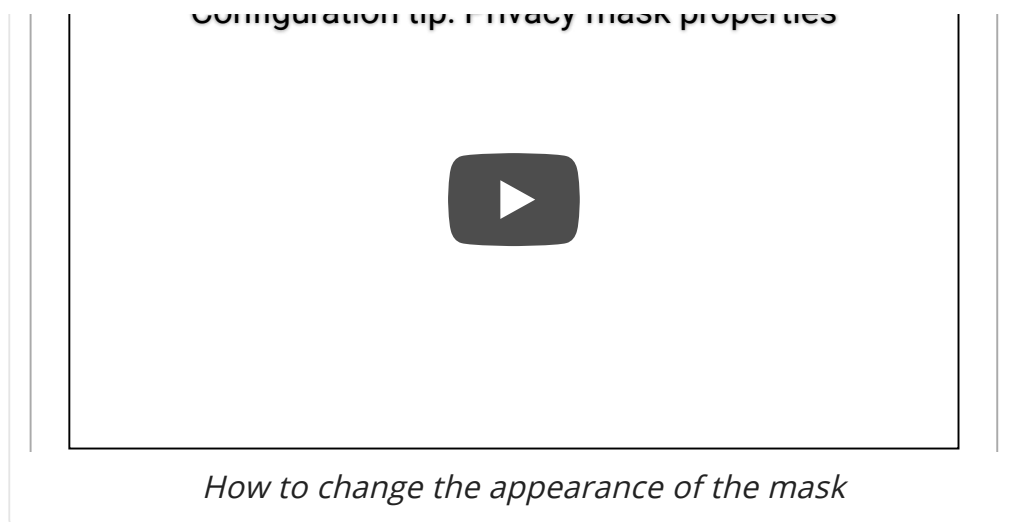 Configuration tip: Privacy mask properties
How to change the appearance of the mask